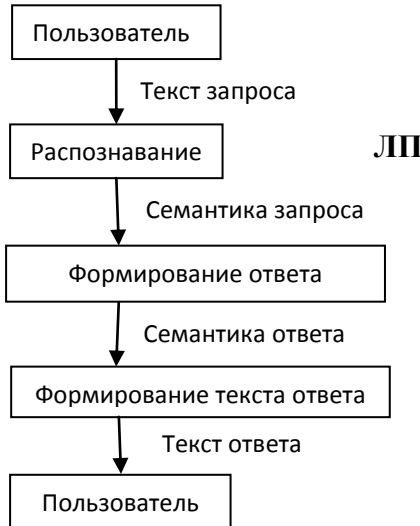 Пользователь
Текст запроса
Распознавание
ЛП
Семантика запроса
Формирование ответа
Семантика ответа
Формирование текста ответа
Текст ответа
Пользователь